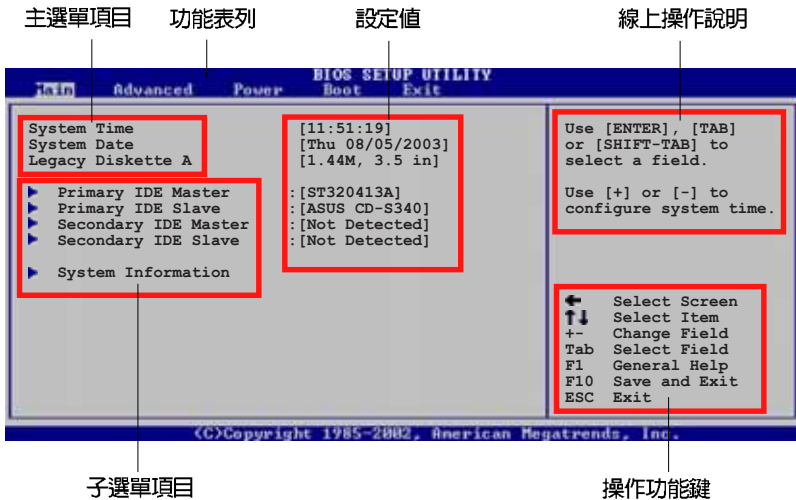 主選單項目 功能表列 設定值 線上操作說明
BIOS SETUP UTILITY
Main Advanced Power Boot Exit
System Time [11:51:19]
System Date [Thu 08/05/2003]
Legacy Diskette A [1.44M, 3.5 in]
Primary IDE Master :[ST320413A]
Primary IDE Slave :[ASUS CD-S340]
Secondary IDE Master :[Not Detected]
Secondary IDE Slave :[Not Detected]
System Information
Use [ENTER], [TAB]
or [SHIFT-TAB] to
select a field.
Use [+] or [-] to
configure system time.
← Select Screen
↑↓ Select Item
+- Change Field
Tab Select Field
F1 General Help
F10 Save and Exit
ESC Exit
(C)Copyright 1985-2002, American Megatrends, Inc.
子選單項目 操作功能鍵